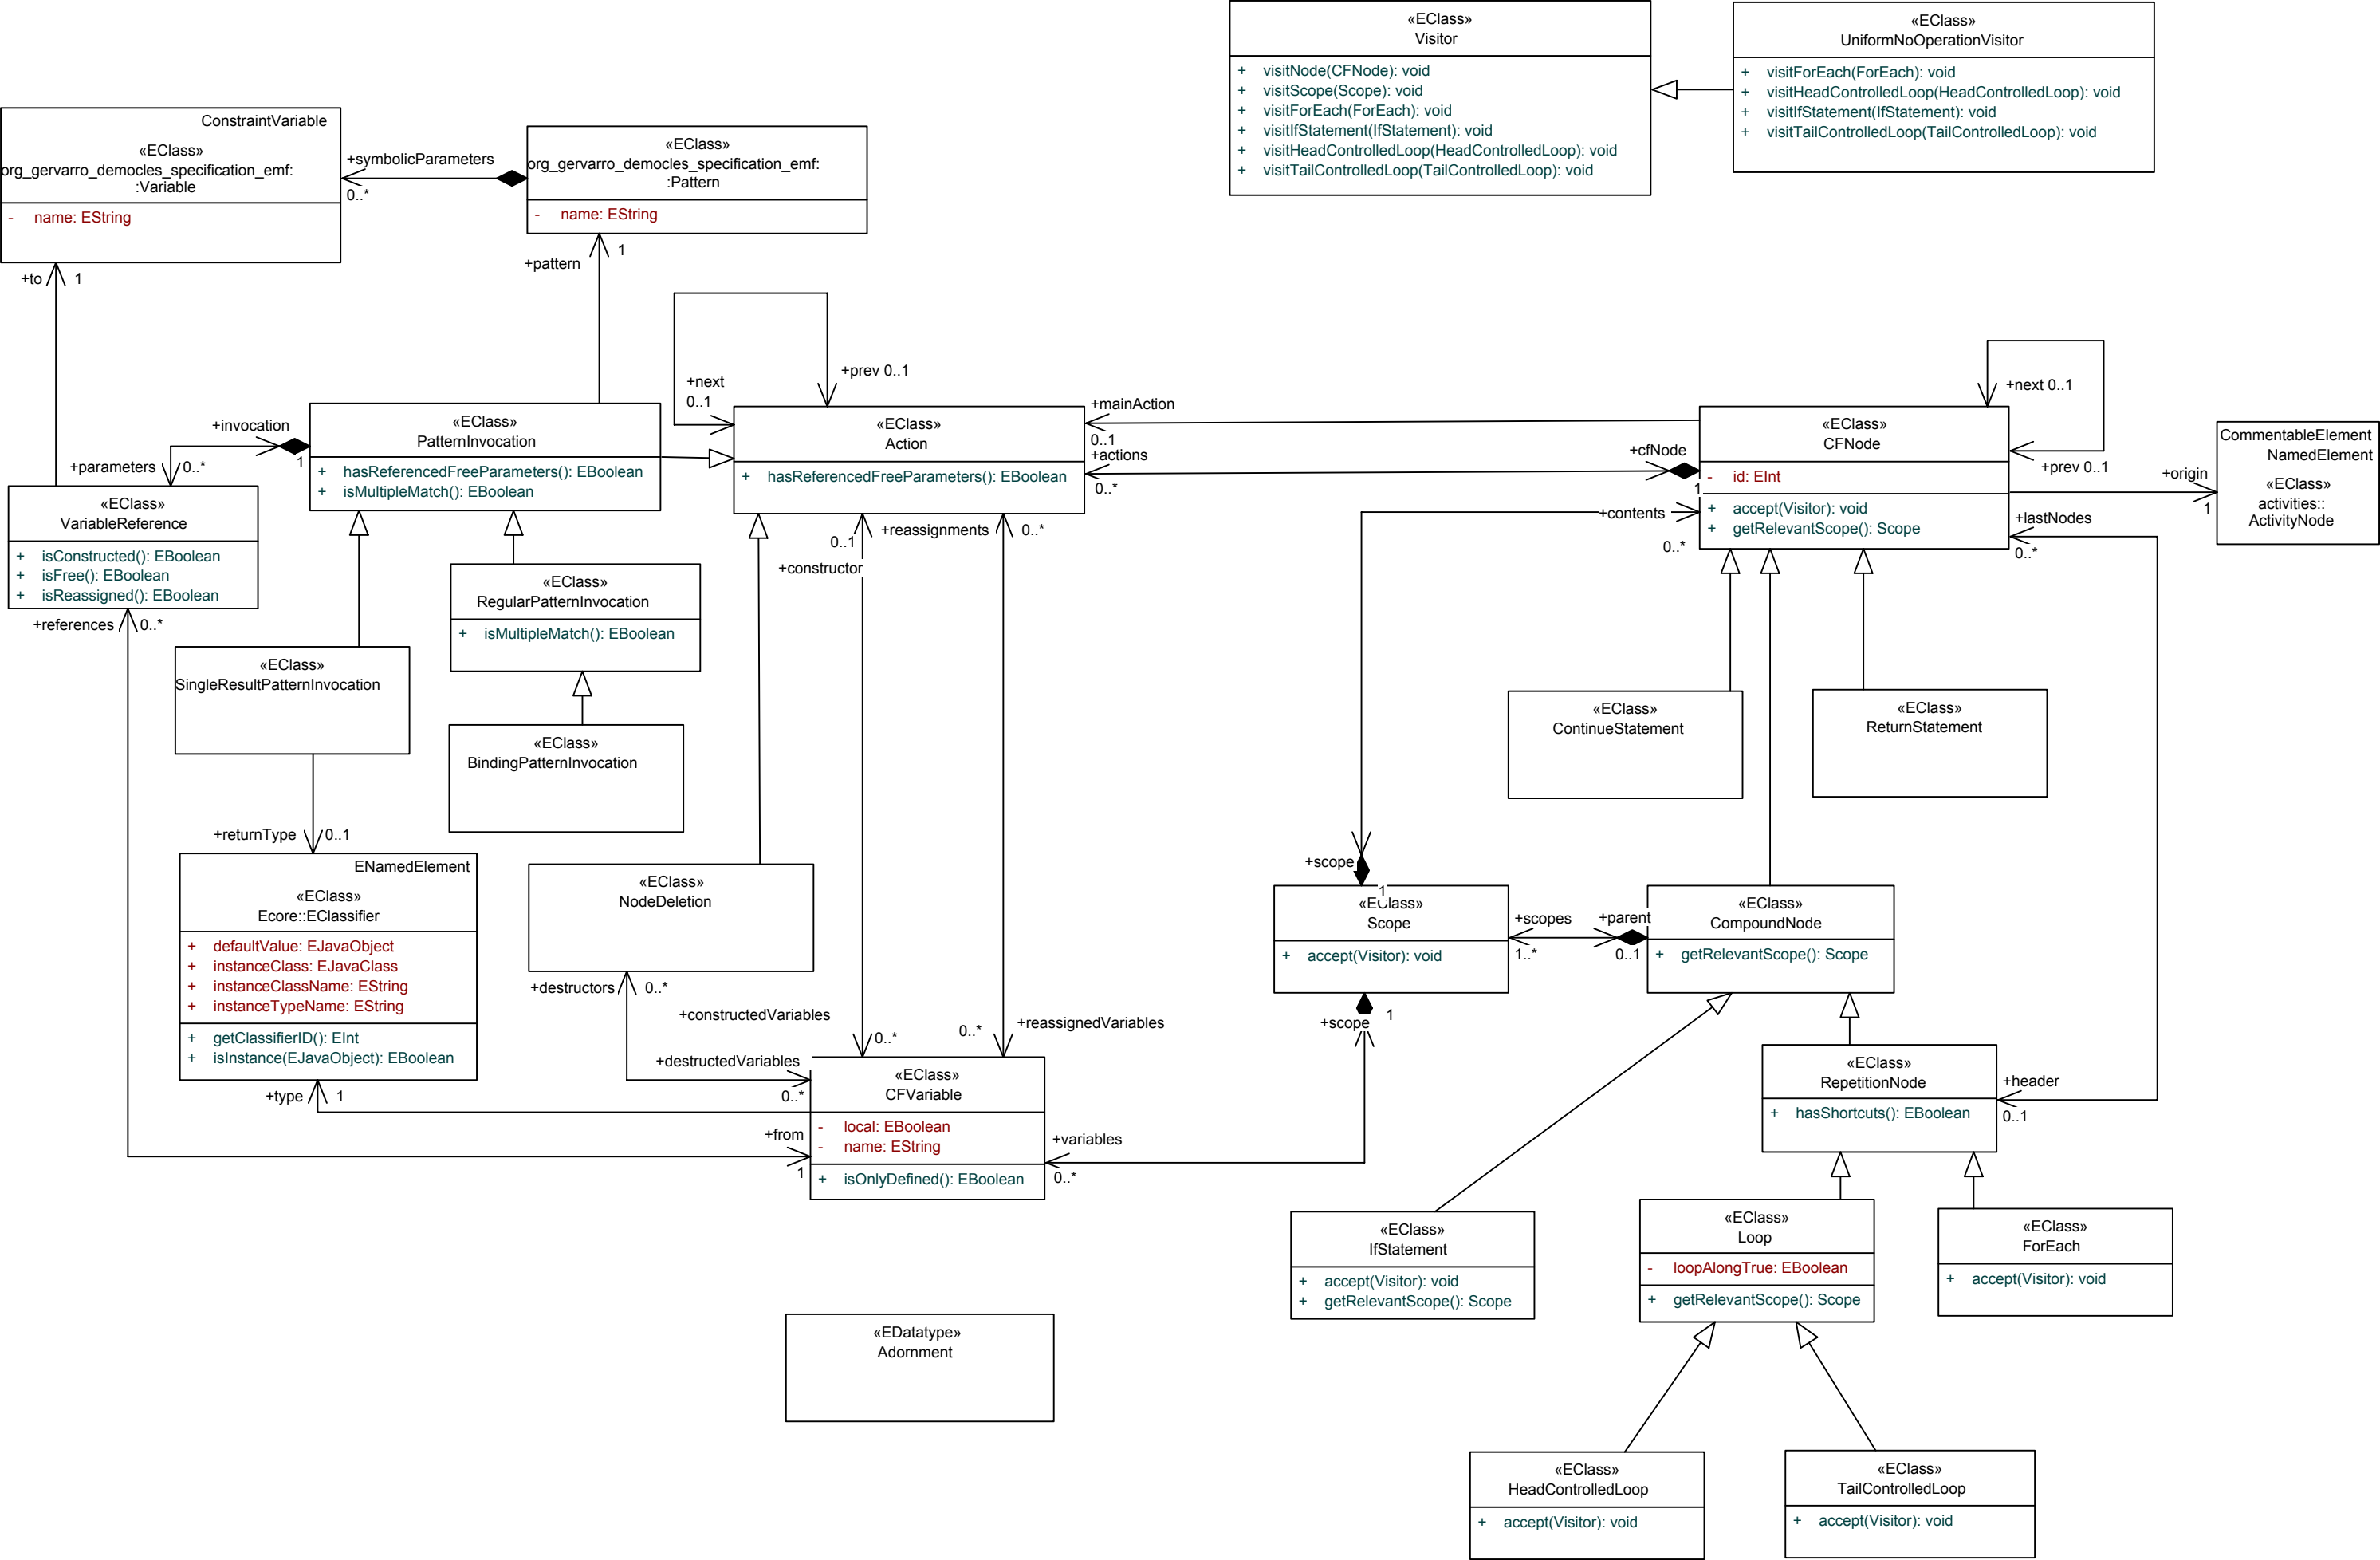 «EClass»
Visitor
+ visitNode(CFNode): void
+ visitScope(Scope): void
+ visitForEach(ForEach): void
+ visitIfStatement(IfStatement): void
+ visitHeadControlledLoop(HeadControlledLoop): void
+ visitTailControlledLoop(TailControlledLoop): void
«EClass»
UniformNoOperationVisitor
+ visitForEach(ForEach): void
+ visitHeadControlledLoop(HeadControlledLoop): void
+ visitIfStatement(IfStatement): void
+ visitTailControlledLoop(TailControlledLoop): void
ConstraintVariable
«EClass»
org_gervarro_democles_specification_emf:
:Variable
- name: EString
+symbolicParameters
0..*
«EClass»
org_gervarro_democles_specification_emf:
:Pattern
- name: EString
+to
1
+pattern
1
+next
0..1
+prev 0..1
+invocation
1
+parameters
0..*
«EClass»
PatternInvocation
+ hasReferencedFreeParameters(): EBoolean
+ isMultipleMatch(): EBoolean
«EClass»
Action
+ hasReferencedFreeParameters(): EBoolean
+mainAction
0..1
+actions
0..*
+cfNode
1
«EClass»
CFNode
- id: EInt
+ accept(Visitor): void
+ getRelevantScope(): Scope
+next 0..1
+prev 0..1
+origin
1
CommentableElement
NamedElement
«EClass»
activities::
ActivityNode
+lastNodes
0..*
+contents
0..*
«EClass»
VariableReference
+ isConstructed(): EBoolean
+ isFree(): EBoolean
+ isReassigned(): EBoolean
+references
0..*
0..1
+constructor
+reassignments
0..*
«EClass»
RegularPatternInvocation
+ isMultipleMatch(): EBoolean
«EClass»
SingleResultPatternInvocation
«EClass»
BindingPatternInvocation
«EClass»
ContinueStatement
«EClass»
ReturnStatement
+returnType
0..1
ENamedElement
«EClass»
Ecore::EClassifier
+ defaultValue: EJavaObject
+ instanceClass: EJavaClass
+ instanceClassName: EString
+ instanceTypeName: EString
+ getClassifierID(): EInt
+ isInstance(EJavaObject): EBoolean
«EClass»
NodeDeletion
+destructors
0..*
+constructedVariables
0..*
+destructedVariables
0..*
0..*
+reassignedVariables
+type
1
«EClass»
CFVariable
- local: EBoolean
- name: EString
+ isOnlyDefined(): EBoolean
+from
1
+variables
0..*
+scope
1
«EClass»
Scope
+ accept(Visitor): void
+scope
1
+scopes
1..*
+parent
0..1
«EClass»
CompoundNode
+ getRelevantScope(): Scope
«EClass»
RepetitionNode
+ hasShortcuts(): EBoolean
+header
0..1
«EClass»
IfStatement
+ accept(Visitor): void
+ getRelevantScope(): Scope
«EClass»
Loop
- loopAlongTrue: EBoolean
+ getRelevantScope(): Scope
«EClass»
ForEach
+ accept(Visitor): void
«EDatatype»
Adornment
«EClass»
HeadControlledLoop
+ accept(Visitor): void
«EClass»
TailControlledLoop
+ accept(Visitor): void